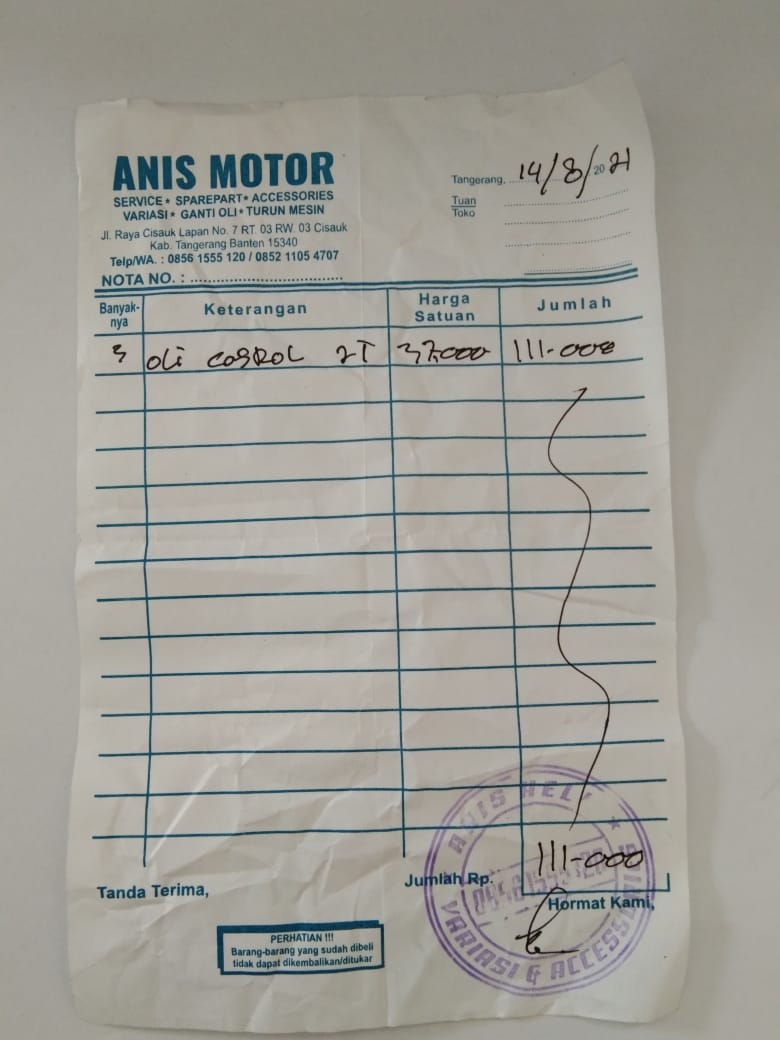 ANIS MOTOR
SERVICE ★ SPAREPART ★ ACCESSORIES
VARIASI ★ GANTI OLI ★ TURUN MESIN
Jl. Raya Cisauk Lapan No. 7 RT. 03 RW. 03 Cisauk
Kab. Tangerang Banten 15340
Telp/WA. : 0856 1555 120 / 0852 1105 4707
NOTA NO. :
Tangerang, 14/8/2021
Tuan
Toko
Banyak-nya Keterangan Harga Satuan Jumlah
3 oli cosRoL 2T 37.000 111-000
Jumlah Rp. 111-000
Tanda Terima,
Hormat Kami,
PERHATIAN !!!
Barang-barang yang sudah dibeli
tidak dapat dikembalikan/ditukar
VARIASI & ACCESSORIS